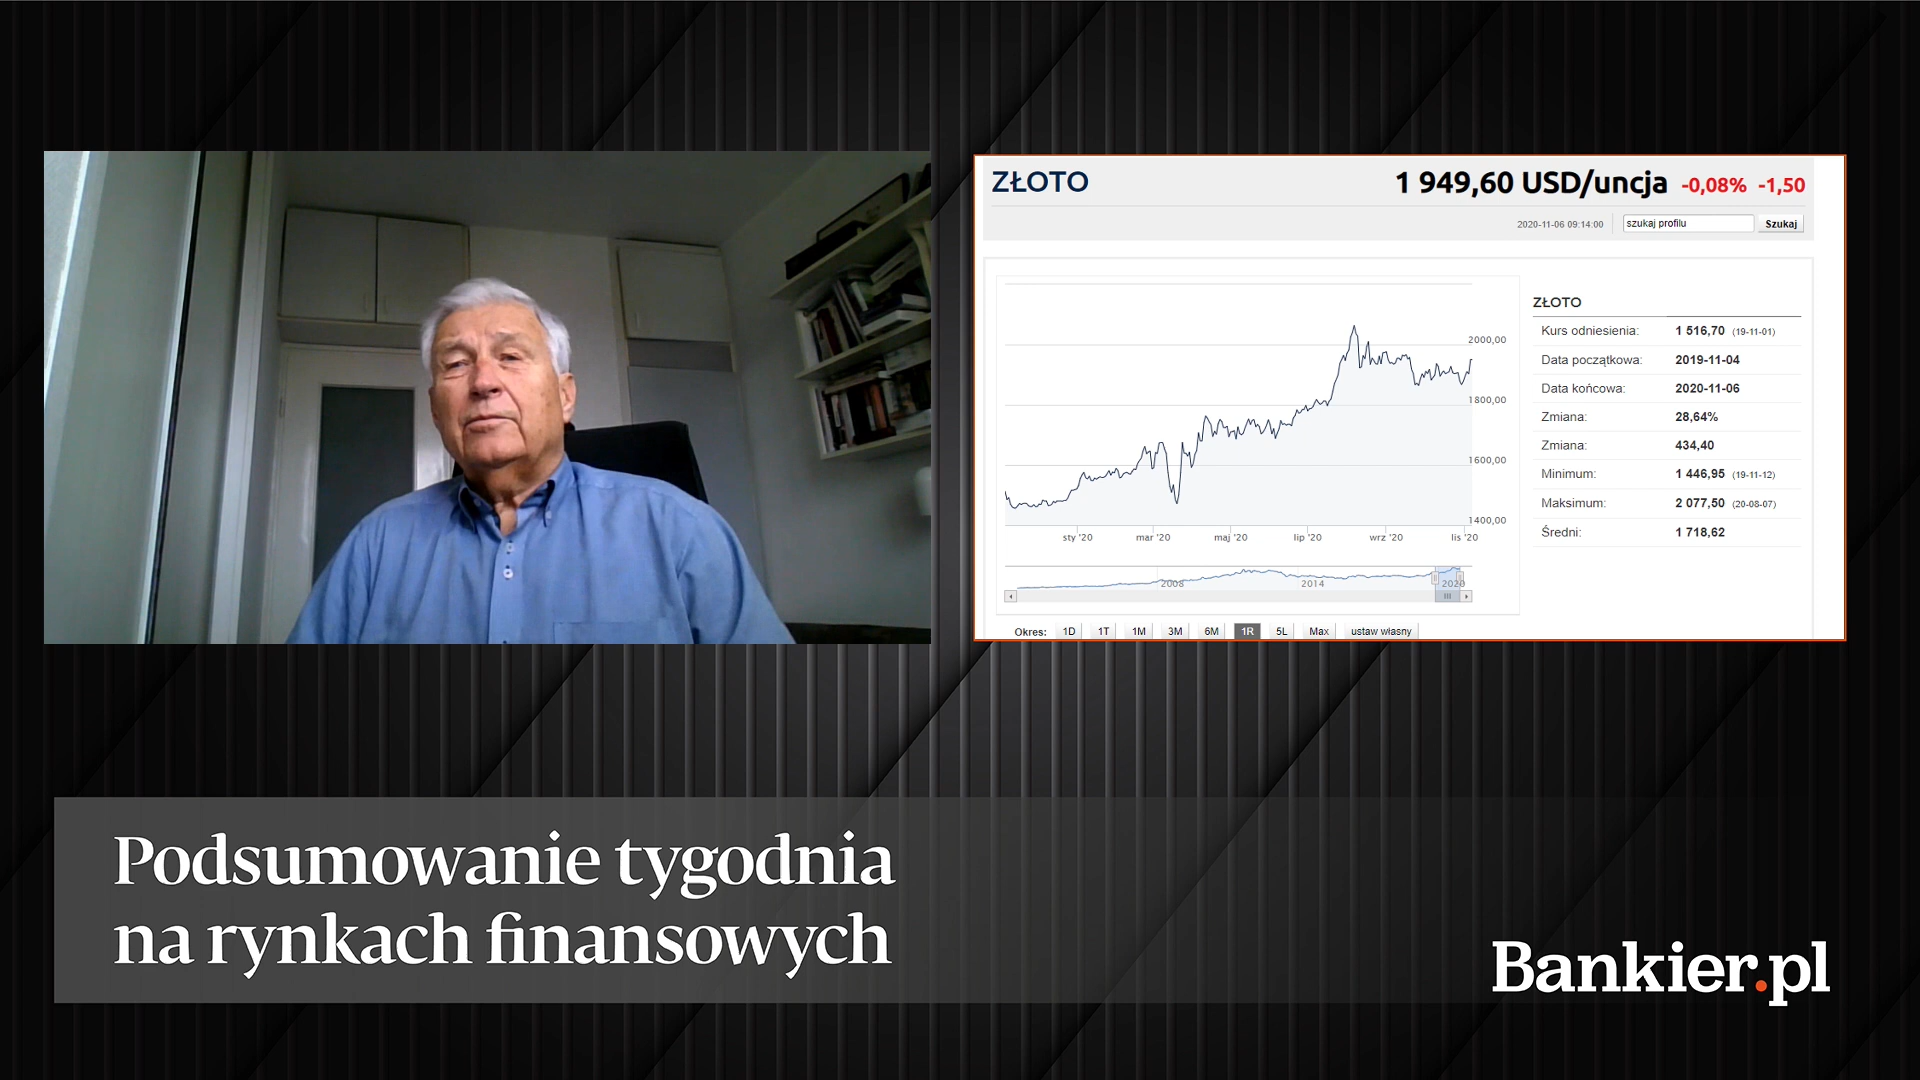 ZŁOTO
1 949,60 USD/uncja -0,08% -1,50
2020-11-06 09:14:00 szukaj profilu Szukaj
2000,00
1800,00
1600,00
1400,00
sty '20 mar '20 maj '20 lip '20 wrz '20 lis '20
2008 2014 2020
Okres: 1D 1T 1M 3M 6M 1R 5L Max ustaw własny
ZŁOTO
Kurs odniesienia: 1 516,70 (19-11-01)
Data początkowa: 2019-11-04
Data końcowa: 2020-11-06
Zmiana: 28,64%
Zmiana: 434,40
Minimum: 1 446,95 (19-11-12)
Maksimum: 2 077,50 (20-08-07)
Średni: 1 718,62
Podsumowanie tygodnia
na rynkach finansowych
Bankier.pl